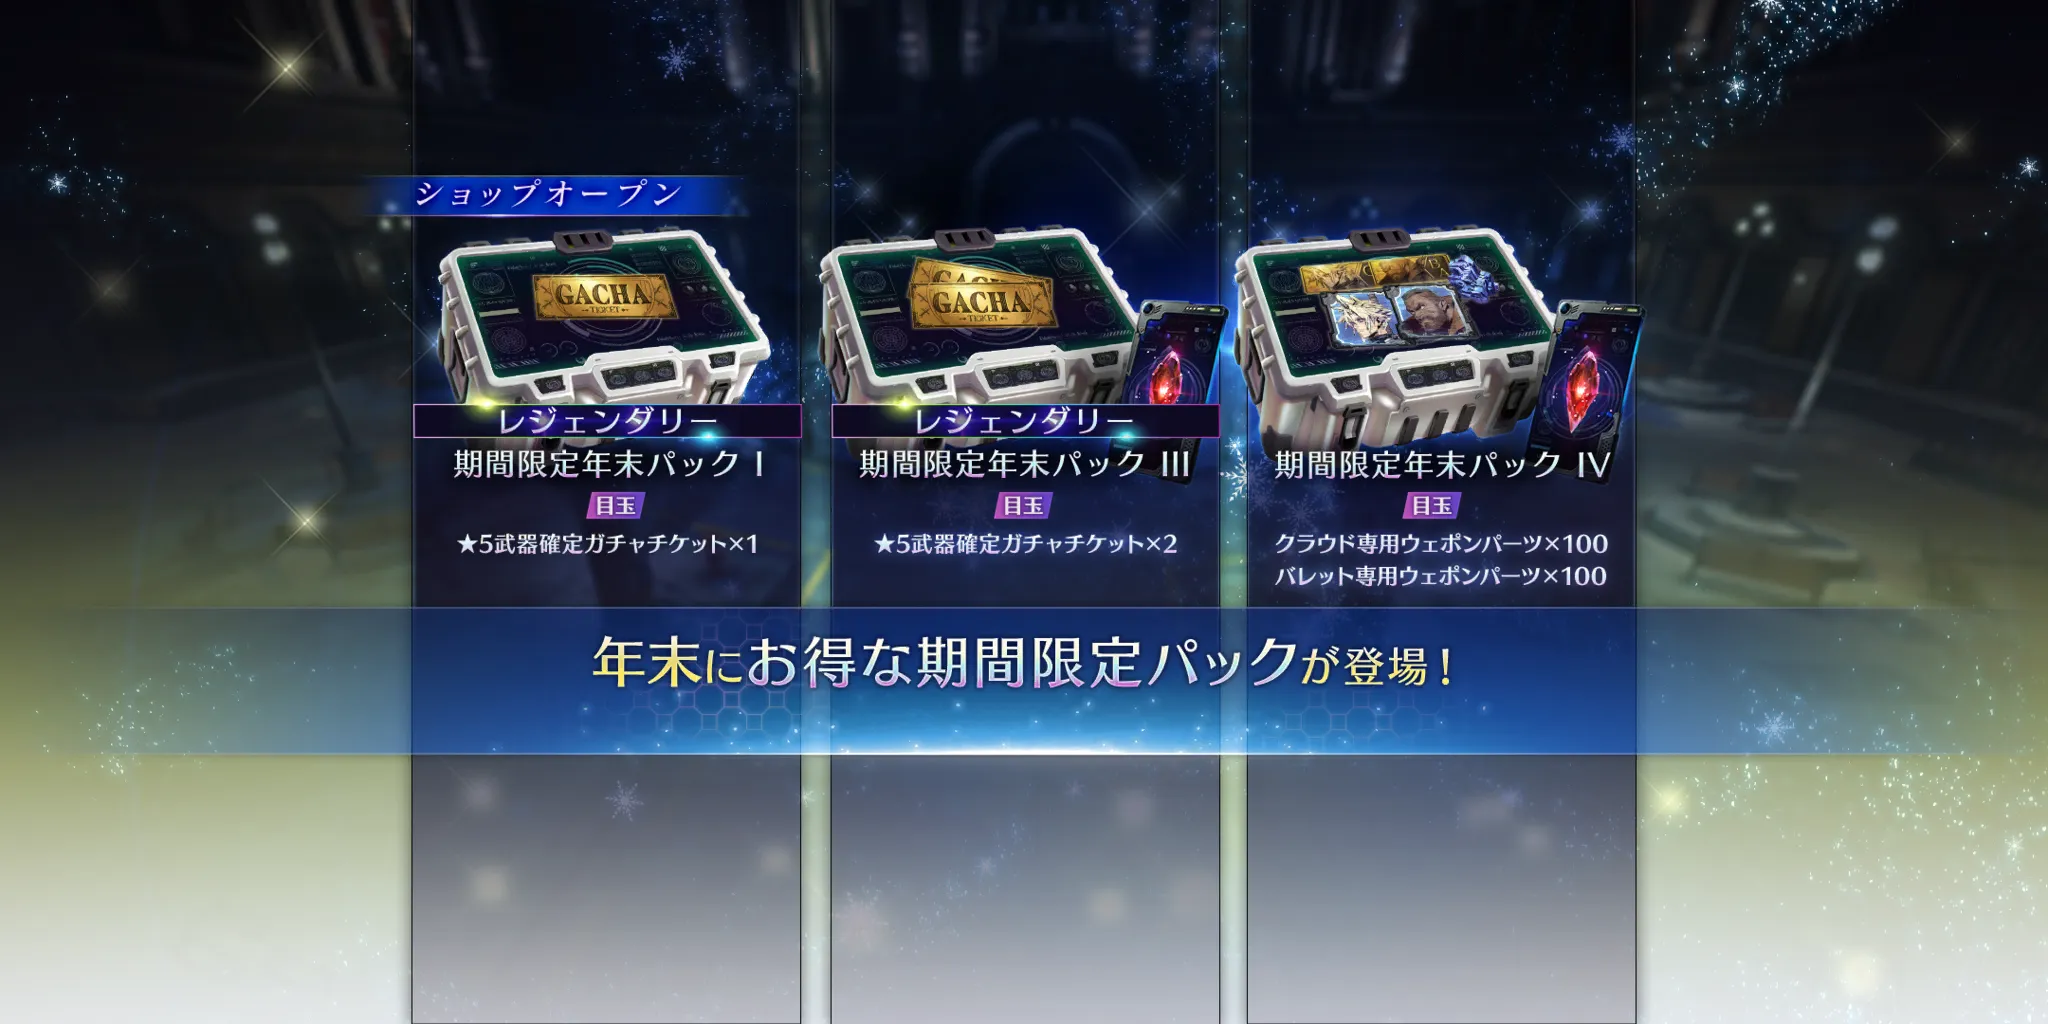 ショップオープン
GACHA
TICKET
GACHA
TICKET
レジェンダリー
期間限定年末パック I
目玉
★5武器確定ガチャチケット×1
レジェンダリー
期間限定年末パック III
目玉
★5武器確定ガチャチケット×2
期間限定年末パック IV
目玉
クラウド専用ウェポンパーツ×100
バレット専用ウェポンパーツ×100
年末にお得な期間限定パックが登場！